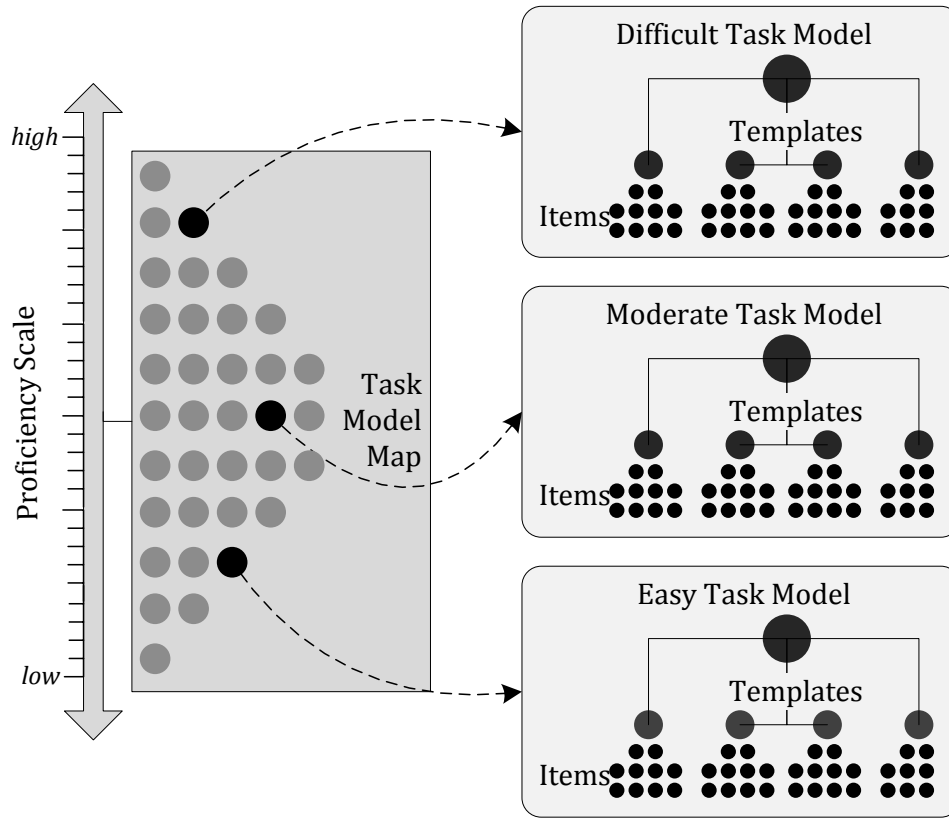 high
Proficiency Scale
low
Task
Model
Map
Difficult Task Model
Templates
Items
Moderate Task Model
Templates
Items
Easy Task Model
Templates
Items